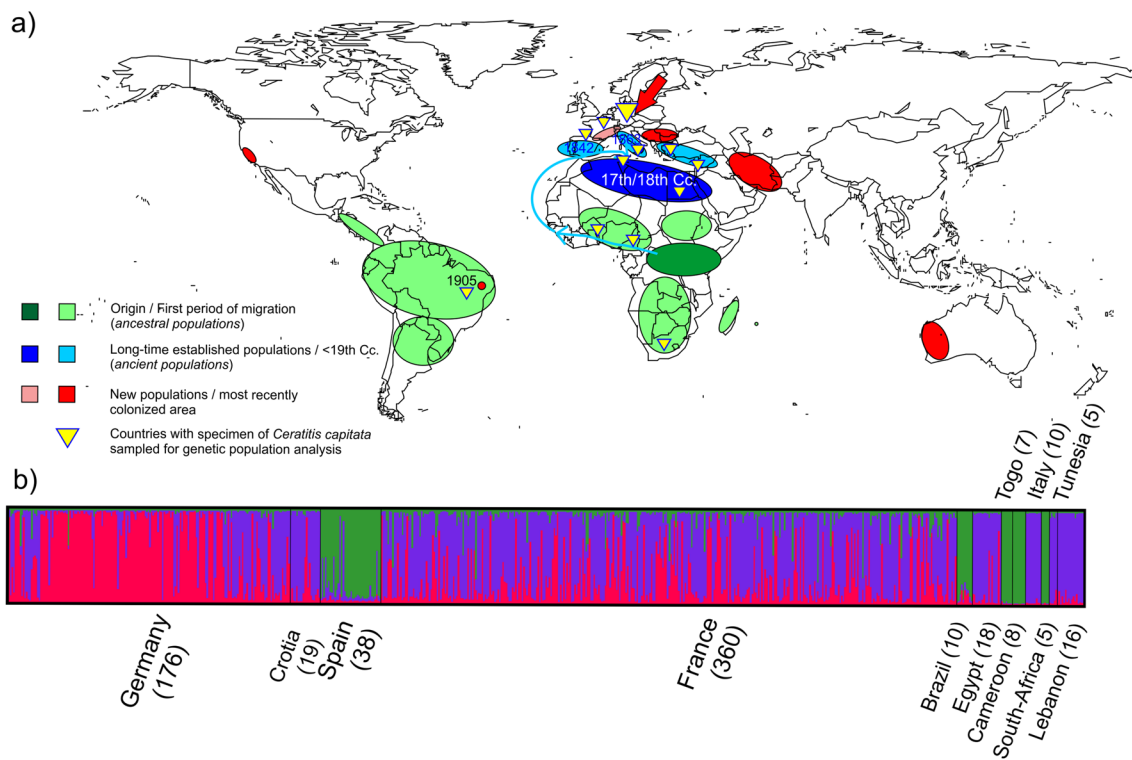 a)
1842/
17th/18th Cc.
1905
Origin / First period of migration
(ancestral populations)
Long-time established populations / <19th Cc.
(ancient populations)
New populations / most recently
colonized area
Countries with specimen of Ceratitis capitata
sampled for genetic population analysis
b)
Togo (7)
Italy (10)
Tunesia (5)
Germany
(176)
Crotia
(19)
Spain
(38)
France
(360)
Brazil (10)
Egypt (18)
Cameroon (8)
South-Africa (5)
Lebanon (16)